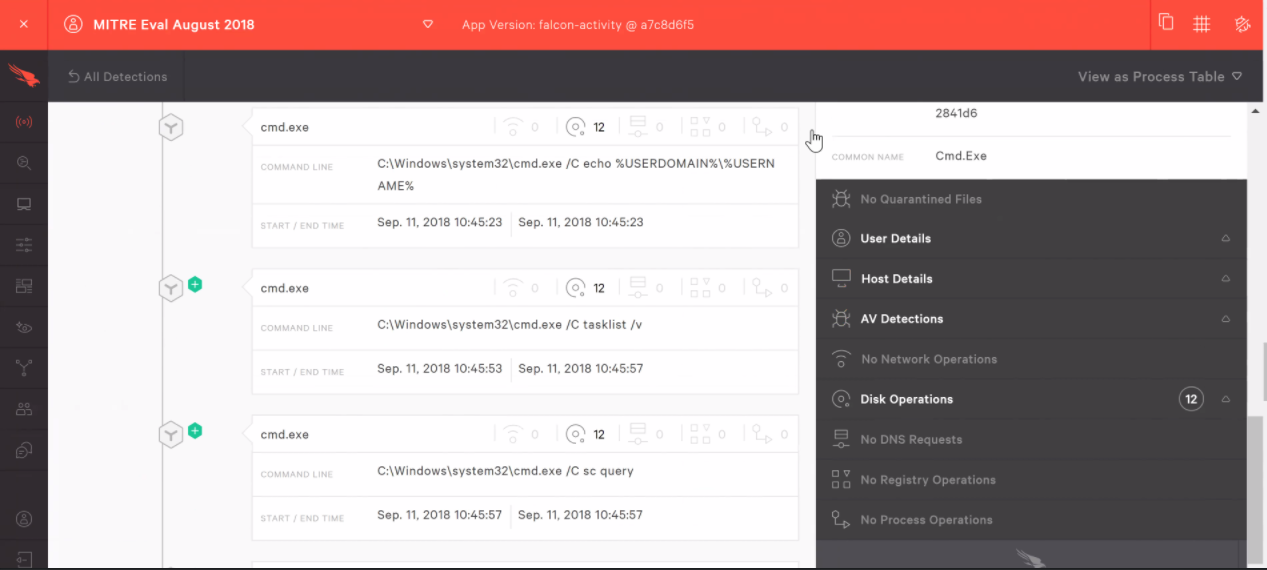 MITRE Eval August 2018
App Version: falcon-activity @ a7c8d6f5
All Detections
View as Process Table
cmd.exe 0 12 0 0 0
COMMAND LINE C:\Windows\system32\cmd.exe /C echo %USERDOMAIN%\%USERN
AME%
START / END TIME Sep. 11, 2018 10:45:23 Sep. 11, 2018 10:45:23
cmd.exe 0 12 0 0 0
COMMAND LINE C:\Windows\system32\cmd.exe /C tasklist /v
START / END TIME Sep. 11, 2018 10:45:53 Sep. 11, 2018 10:45:57
cmd.exe 0 12 0 0 0
COMMAND LINE C:\Windows\system32\cmd.exe /C sc query
START / END TIME Sep. 11, 2018 10:45:57 Sep. 11, 2018 10:45:57
2841d6
COMMON NAME Cmd.Exe
No Quarantined Files
User Details
Host Details
AV Detections
No Network Operations
Disk Operations 12
No DNS Requests
No Registry Operations
No Process Operations